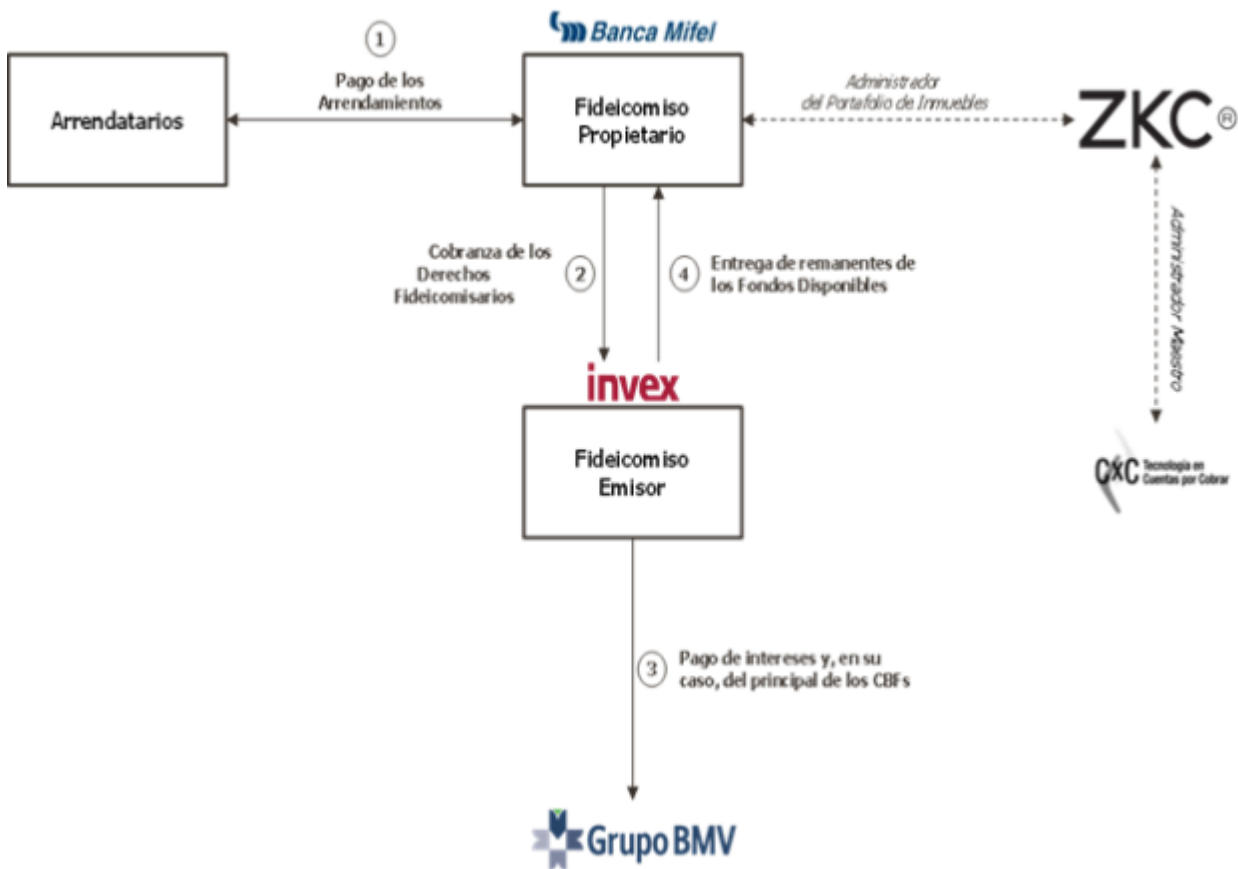 Banca Mifel
1
Pago de los
Arrendamientos
Arrendatarios
Fideicomiso
Propietario
Administrador
del Portafolio de Inmuebles
ZKC®
Administrador Maestro
Cobranza de los
Derechos
Fideicomisarios
2
4
Entrega de remanentes de
los Fondos Disponibles
invex
Fideicomiso
Emisor
CXC Tecnología en
Cuentas por Cobrar
3
Pago de intereses y, en su
caso, del principal de los CBFs
Grupo BMV